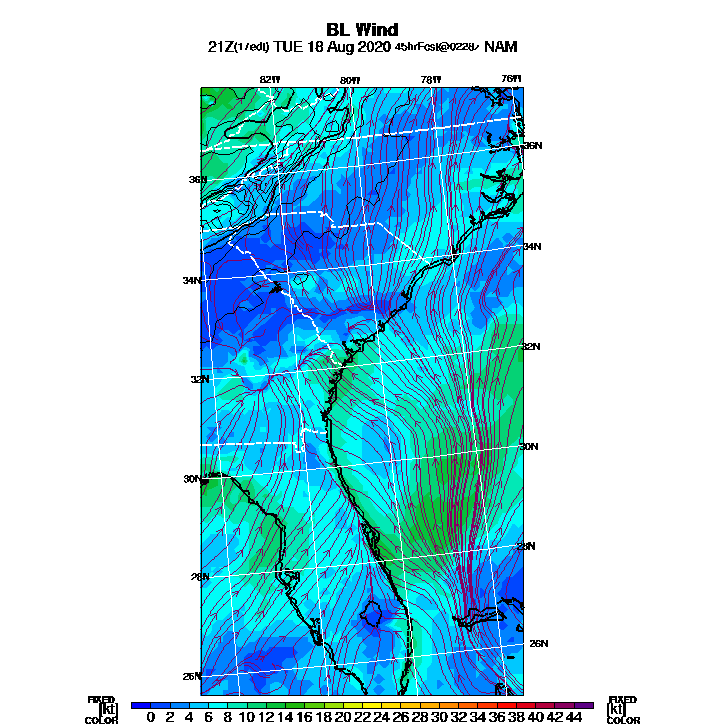 BL Wind
21Z(17edt) TUE 18 Aug 2020 45hrFcst@0228z NAM
82W 80W 78W 76W
36N 36N
34N 34N
32N 32N
30N 30N
28N 28N
26N 26N
FIXED FIXED
[kt] 0 2 4 6 8 10 12 14 16 18 20 22 24 26 28 30 32 34 36 38 40 42 44 [kt]
COLOR COLOR